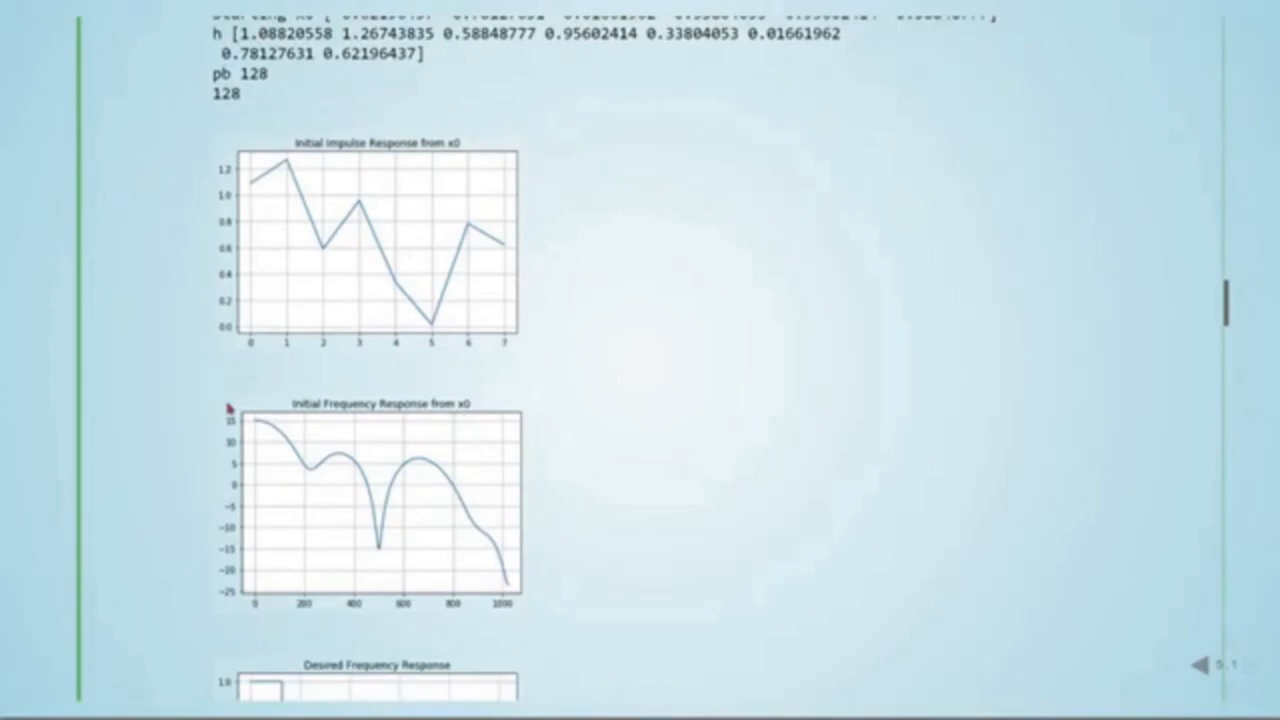 h [1.08820558 1.26743835 0.58848777 0.95602414 0.33804053 0.01661962
0.78127631 0.62196437]
pb 128
128
Initial Impulse Response from x0
1.2
1.0
0.8
0.6
0.4
0.2
0.0
0 1 2 3 4 5 6 7
Initial Frequency Response from x0
15
10
5
0
−5
−10
−15
−20
−25
0 200 400 600 800 1000
Desired Frequency Response
1.0
5.1